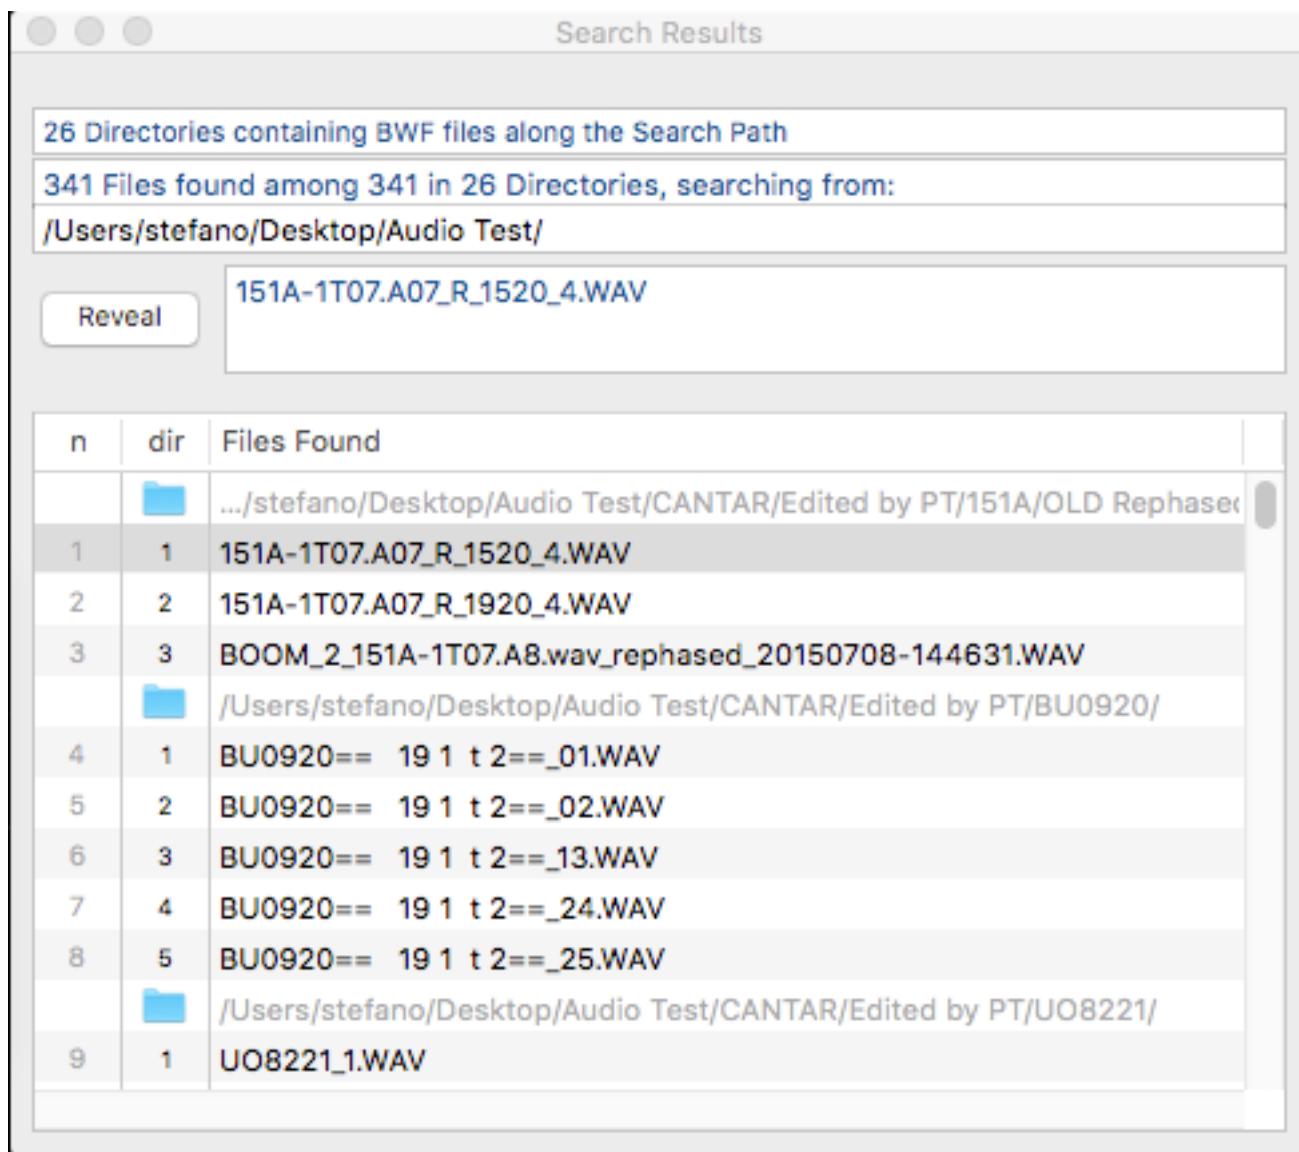 Search Results
26 Directories containing BWF files along the Search Path
341 Files found among 341 in 26 Directories, searching from:
/Users/stefano/Desktop/Audio Test/
Reveal
151A-1T07.A07_R_1520_4.WAV
n dir Files Found
.../stefano/Desktop/Audio Test/CANTAR/Edited by PT/151A/OLD Rephased
1 1 151A-1T07.A07_R_1520_4.WAV
2 2 151A-1T07.A07_R_1920_4.WAV
3 3 BOOM_2_151A-1T07.A8.wav_rephased_20150708-144631.WAV
/Users/stefano/Desktop/Audio Test/CANTAR/Edited by PT/BU0920/
4 1 BU0920==   19 1  t 2==_01.WAV
5 2 BU0920==   19 1  t 2==_02.WAV
6 3 BU0920==   19 1  t 2==_13.WAV
7 4 BU0920==   19 1  t 2==_24.WAV
8 5 BU0920==   19 1  t 2==_25.WAV
/Users/stefano/Desktop/Audio Test/CANTAR/Edited by PT/UO8221/
9 1 UO8221_1.WAV